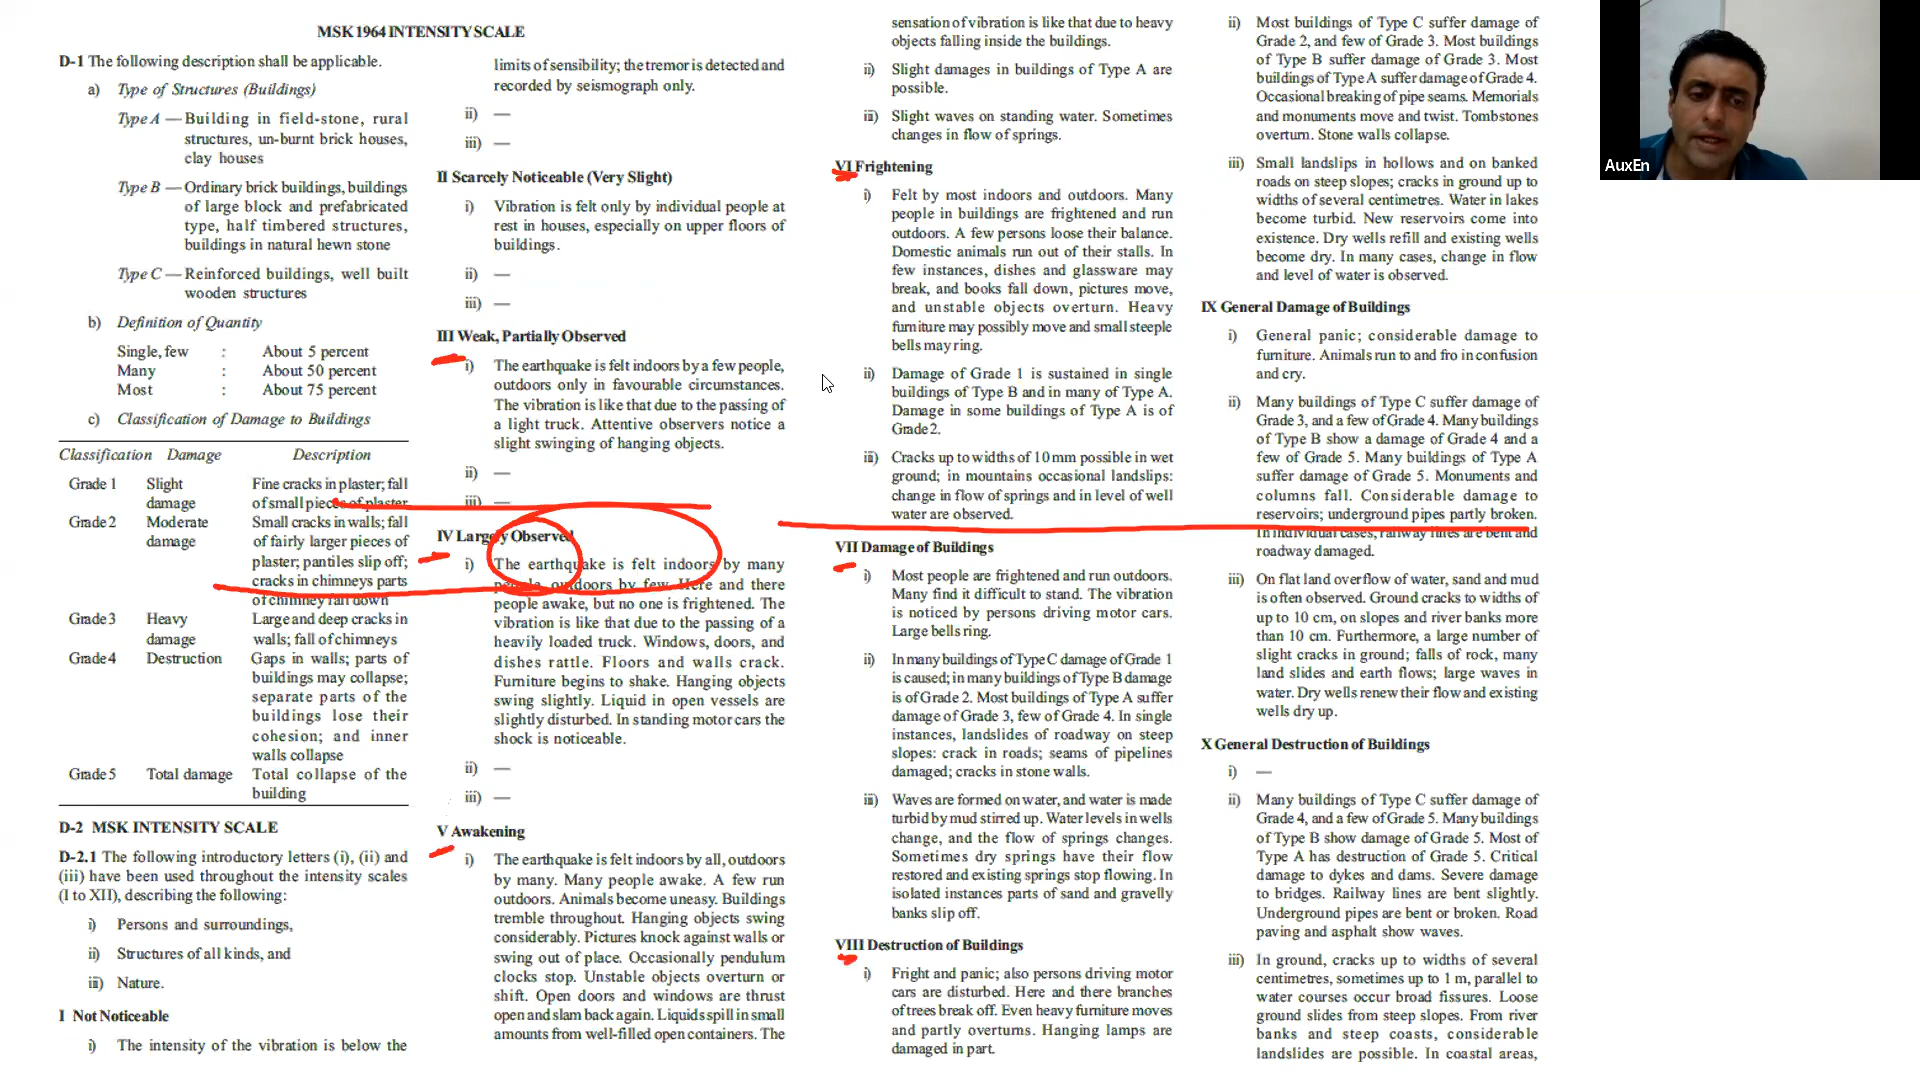 MSK 1964 INTENSITY SCALE
D-1 The following description shall be applicable.
a) Type of Structures (Buildings)
Type A — Building in field-stone, rural
structures, un-burnt brick houses,
clay houses
Type B — Ordinary brick buildings, buildings
of large block and prefabricated
type, half timbered structures,
buildings in natural hewn stone
Type C — Reinforced buildings, well built
wooden structures
b) Definition of Quantity
Single, few : About 5 percent
Many : About 50 percent
Most : About 75 percent
c) Classification of Damage to Buildings
Classification Damage Description
Grade 1 Slight Fine cracks in plaster; fall
damage of small pieces of plaster
Grade 2 Moderate Small cracks in walls; fall
damage of fairly larger pieces of
plaster; pantiles slip off;
cracks in chimneys parts
of chimney fall down
Grade 3 Heavy Large and deep cracks in
damage walls; fall of chimneys
Grade 4 Destruction Gaps in walls; parts of
buildings may collapse;
separate parts of the
buildings lose their
cohesion; and inner
walls collapse
Grade 5 Total damage Total collapse of the
building
D-2 MSK INTENSITY SCALE
D-2.1 The following introductory letters (i), (ii) and
(iii) have been used throughout the intensity scales
(I to XII), describing the following:
i) Persons and surroundings,
ii) Structures of all kinds, and
iii) Nature.
I Not Noticeable
i) The intensity of the vibration is below the
limits of sensibility; the tremor is detected and
recorded by seismograph only.
ii) —
iii) —
II Scarcely Noticeable (Very Slight)
i) Vibration is felt only by individual people at
rest in houses, especially on upper floors of
buildings.
ii) —
iii) —
III Weak, Partially Observed
i) The earthquake is felt indoors by a few people,
outdoors only in favourable circumstances.
The vibration is like that due to the passing of
a light truck. Attentive observers notice a
slight swinging of hanging objects.
ii) —
iii) —
IV Largely Observed
i) The earthquake is felt indoors by many
people, outdoors by few. Here and there
people awake, but no one is frightened. The
vibration is like that due to the passing of a
heavily loaded truck. Windows, doors, and
dishes rattle. Floors and walls crack.
Furniture begins to shake. Hanging objects
swing slightly. Liquid in open vessels are
slightly disturbed. In standing motor cars the
shock is noticeable.
ii) —
iii) —
V Awakening
i) The earthquake is felt indoors by all, outdoors
by many. Many people awake. A few run
outdoors. Animals become uneasy. Buildings
tremble throughout. Hanging objects swing
considerably. Pictures knock against walls or
swing out of place. Occasionally pendulum
clocks stop. Unstable objects overturn or
shift. Open doors and windows are thrust
open and slam back again. Liquids spill in small
amounts from well-filled open containers. The
sensation of vibration is like that due to heavy
objects falling inside the buildings.
ii) Slight damages in buildings of Type A are
possible.
iii) Slight waves on standing water. Sometimes
changes in flow of springs.
VI Frightening
i) Felt by most indoors and outdoors. Many
people in buildings are frightened and run
outdoors. A few persons loose their balance.
Domestic animals run out of their stalls. In
few instances, dishes and glassware may
break, and books fall down, pictures move,
and unstable objects overturn. Heavy
furniture may possibly move and small steeple
bells may ring.
ii) Damage of Grade 1 is sustained in single
buildings of Type B and in many of Type A.
Damage in some buildings of Type A is of
Grade 2.
iii) Cracks up to widths of 10 mm possible in wet
ground; in mountains occasional landslips:
change in flow of springs and in level of well
water are observed.
VII Damage of Buildings
i) Most people are frightened and run outdoors.
Many find it difficult to stand. The vibration
is noticed by persons driving motor cars.
Large bells ring.
ii) In many buildings of Type C damage of Grade 1
is caused; in many buildings of Type B damage
is of Grade 2. Most buildings of Type A suffer
damage of Grade 3, few of Grade 4. In single
instances, landslides of roadway on steep
slopes: crack in roads; seams of pipelines
damaged; cracks in stone walls.
iii) Waves are formed on water, and water is made
turbid by mud stirred up. Water levels in wells
change, and the flow of springs changes.
Sometimes dry springs have their flow
restored and existing springs stop flowing. In
isolated instances parts of sand and gravelly
banks slip off.
VIII Destruction of Buildings
i) Fright and panic; also persons driving motor
cars are disturbed. Here and there branches
of trees break off. Even heavy furniture moves
and partly overturns. Hanging lamps are
damaged in part.
ii) Most buildings of Type C suffer damage of
Grade 2, and few of Grade 3. Most buildings
of Type B suffer damage of Grade 3. Most
buildings of Type A suffer damage of Grade 4.
Occasional breaking of pipe seams. Memorials
and monuments move and twist. Tombstones
overturn. Stone walls collapse.
iii) Small landslips in hollows and on banked
roads on steep slopes; cracks in ground up to
widths of several centimetres. Water in lakes
become turbid. New reservoirs come into
existence. Dry wells refill and existing wells
become dry. In many cases, change in flow
and level of water is observed.
IX General Damage of Buildings
i) General panic; considerable damage to
furniture. Animals run to and fro in confusion
and cry.
ii) Many buildings of Type C suffer damage of
Grade 3, and a few of Grade 4. Many buildings
of Type B show a damage of Grade 4 and a
few of Grade 5. Many buildings of Type A
suffer damage of Grade 5. Monuments and
columns fall. Considerable damage to
reservoirs; underground pipes partly broken.
In individual cases, railway lines are bent and
roadway damaged.
iii) On flat land overflow of water, sand and mud
is often observed. Ground cracks to widths of
up to 10 cm, on slopes and river banks more
than 10 cm. Furthermore, a large number of
slight cracks in ground; falls of rock, many
land slides and earth flows; large waves in
water. Dry wells renew their flow and existing
wells dry up.
X General Destruction of Buildings
i) —
ii) Many buildings of Type C suffer damage of
Grade 4, and a few of Grade 5. Many buildings
of Type B show damage of Grade 5. Most of
Type A has destruction of Grade 5. Critical
damage to dykes and dams. Severe damage
to bridges. Railway lines are bent slightly.
Underground pipes are bent or broken. Road
paving and asphalt show waves.
iii) In ground, cracks up to widths of several
centimetres, sometimes up to 1 m, parallel to
water courses occur broad fissures. Loose
ground slides from steep slopes. From river
banks and steep coasts, considerable
landslides are possible. In coastal areas,
AuxEn